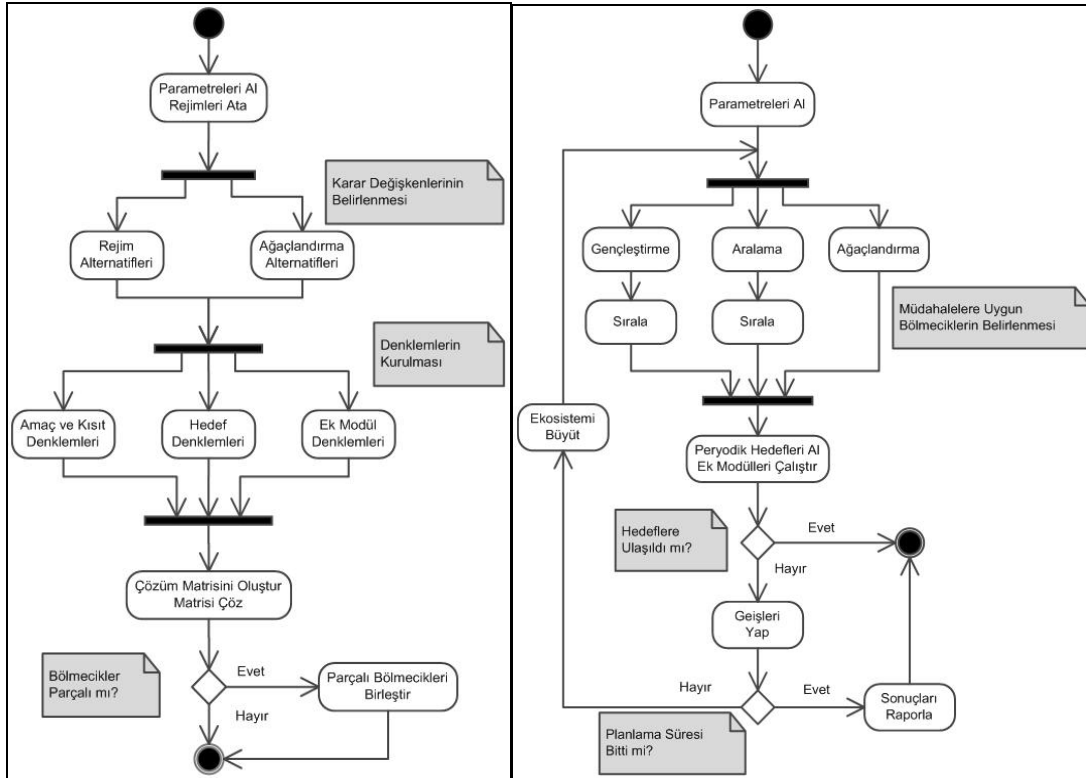 Parametreleri Al
Rejimleri Ata
Karar Değişkenlerinin
Belirlenmesi
Rejim
Alternatifleri
Ağaçlandırma
Alternatifleri
Denklemlerin
Kurulması
Amaç ve Kısıt
Denklemleri
Hedef
Denklemleri
Ek Modül
Denklemleri
Çözüm Matrisini Oluştur
Matrisi Çöz
Bölmecikler
Parçalı mı?
Evet
Parçalı Bölmecikleri
Birleştir
Hayır
Parametreleri Al
Gençleştirme
Aralama
Ağaçlandırma
Sırala
Sırala
Müdahalelere Uygun
Bölmeciklerin Belirlenmesi
Ekosistemi
Büyüt
Peryodik Hedefleri Al
Ek Modülleri Çalıştır
Hedeflere
Ulaşıldı mı?
Evet
Hayır
Geişleri
Yap
Hayır
Evet
Sonuçları
Raporla
Planlama Süresi
Bitti mi?